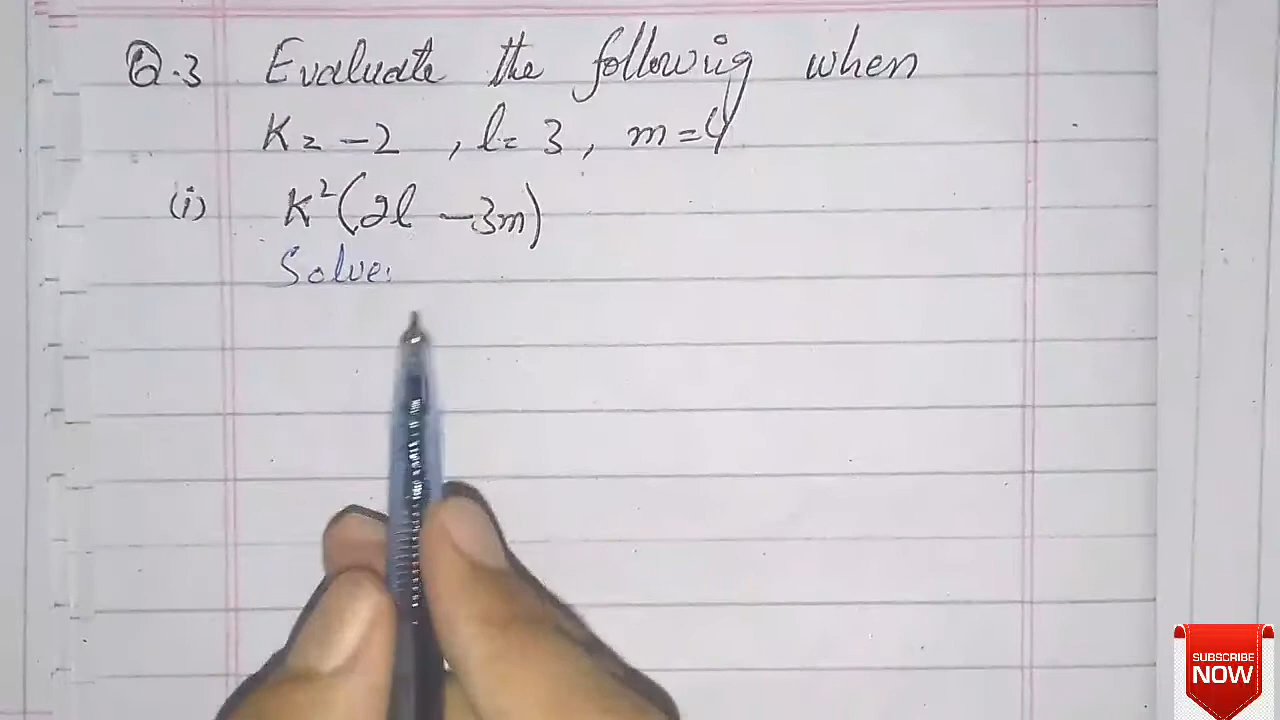 Q.3 Evaluate the following when
K = -2 , l = 3 , m = 4
(i) K²(2l - 3m)
Solve:
SUBSCRIBE
NOW